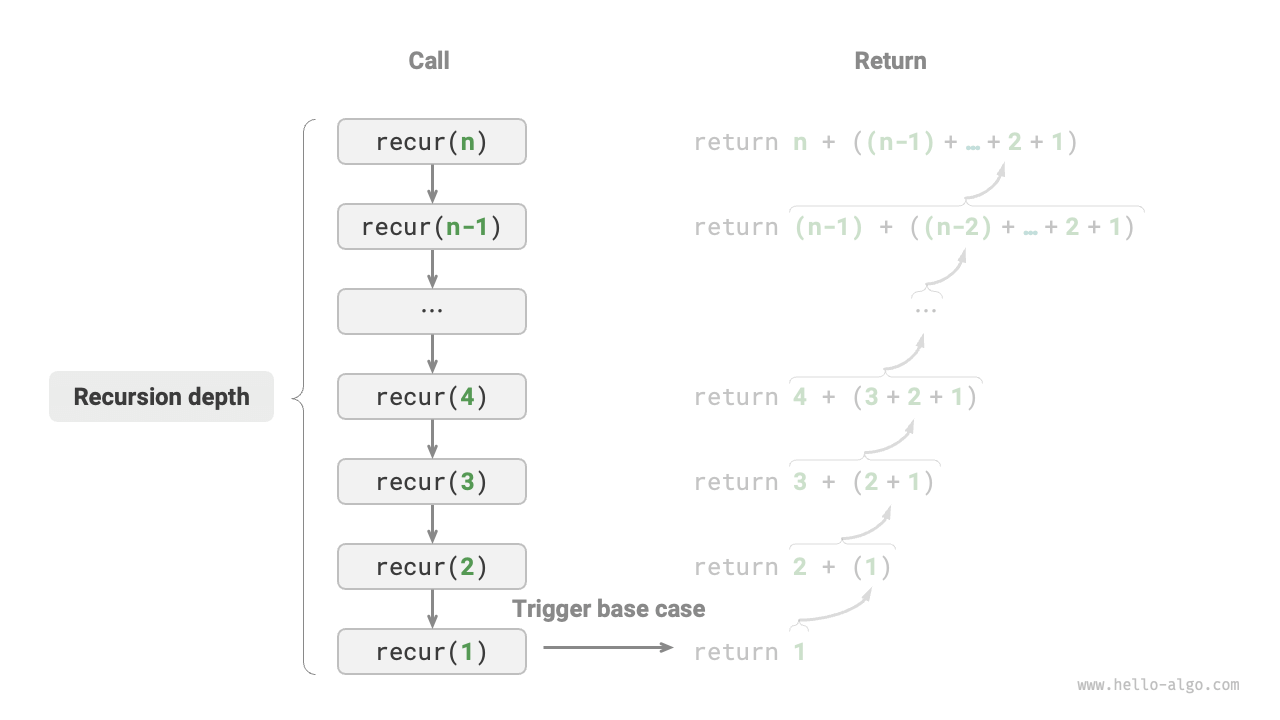 Call Return
recur(n) return n + ((n-1) + … + 2 + 1)
recur(n-1) return (n-1) + ((n-2) + … + 2 + 1)
… …
recur(4) return 4 + (3 + 2 + 1)
Recursion depth
recur(3) return 3 + (2 + 1)
recur(2) return 2 + (1)
Trigger base case
recur(1) return 1
www.hello-algo.com